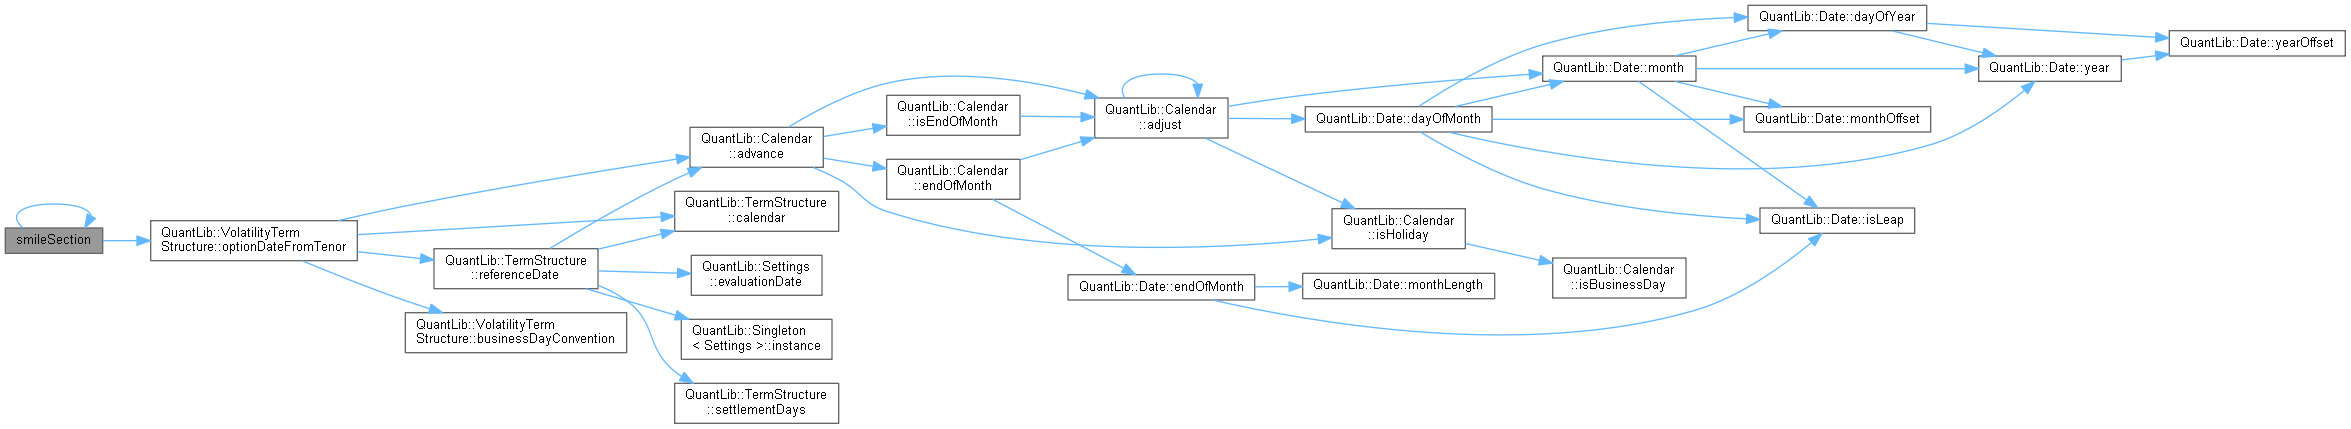 smileSection
QuantLib::VolatilityTerm
Structure::optionDateFromTenor
QuantLib::VolatilityTerm
Structure::businessDayConvention
QuantLib::TermStructure
::referenceDate
QuantLib::Calendar
::advance
QuantLib::TermStructure
::calendar
QuantLib::Settings
::evaluationDate
QuantLib::Singleton
< Settings >::instance
QuantLib::TermStructure
::settlementDays
QuantLib::Calendar
::isEndOfMonth
QuantLib::Calendar
::endOfMonth
QuantLib::Calendar
::adjust
QuantLib::Date::endOfMonth
QuantLib::Date::dayOfMonth
QuantLib::Calendar
::isHoliday
QuantLib::Date::monthLength
QuantLib::Date::month
QuantLib::Calendar
::isBusinessDay
QuantLib::Date::dayOfYear
QuantLib::Date::monthOffset
QuantLib::Date::isLeap
QuantLib::Date::year
QuantLib::Date::yearOffset